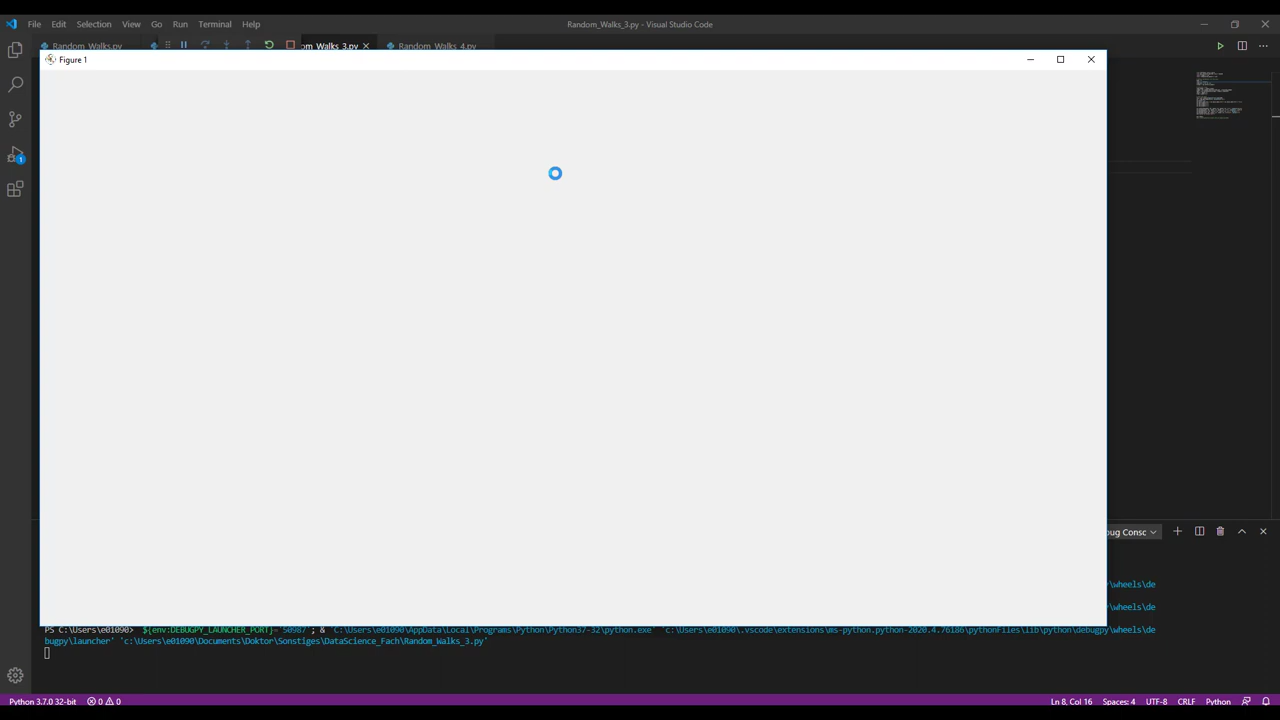 File Edit Selection View Go Run Terminal Help
Random_Walks_3.py - Visual Studio Code
Random_Walks.py
om_Walks_3.py
Random_Walks_4.py
Figure 1
1
bug Consc
\wheels\de
\wheels\de
PS C:\Users\e01090> ${env:DEBUGPY_LAUNCHER_PORT}='50987'; & 'C:\Users\e01090\AppData\Local\Programs\Python\Python37-32\python.exe' 'c:\Users\e01090\.vscode\extensions\ms-python.python-2020.4.76186\pythonFiles\lib\python\debugpy\wheels\de
bugpy\launcher' 'c:\Users\e01090\Documents\Doktor\Sonstiges\DataScience_Fach\Random_Walks_3.py'
Python 3.7.0 32-bit 0 0 Ln 8, Col 16 Spaces: 4 UTF-8 CRLF Python